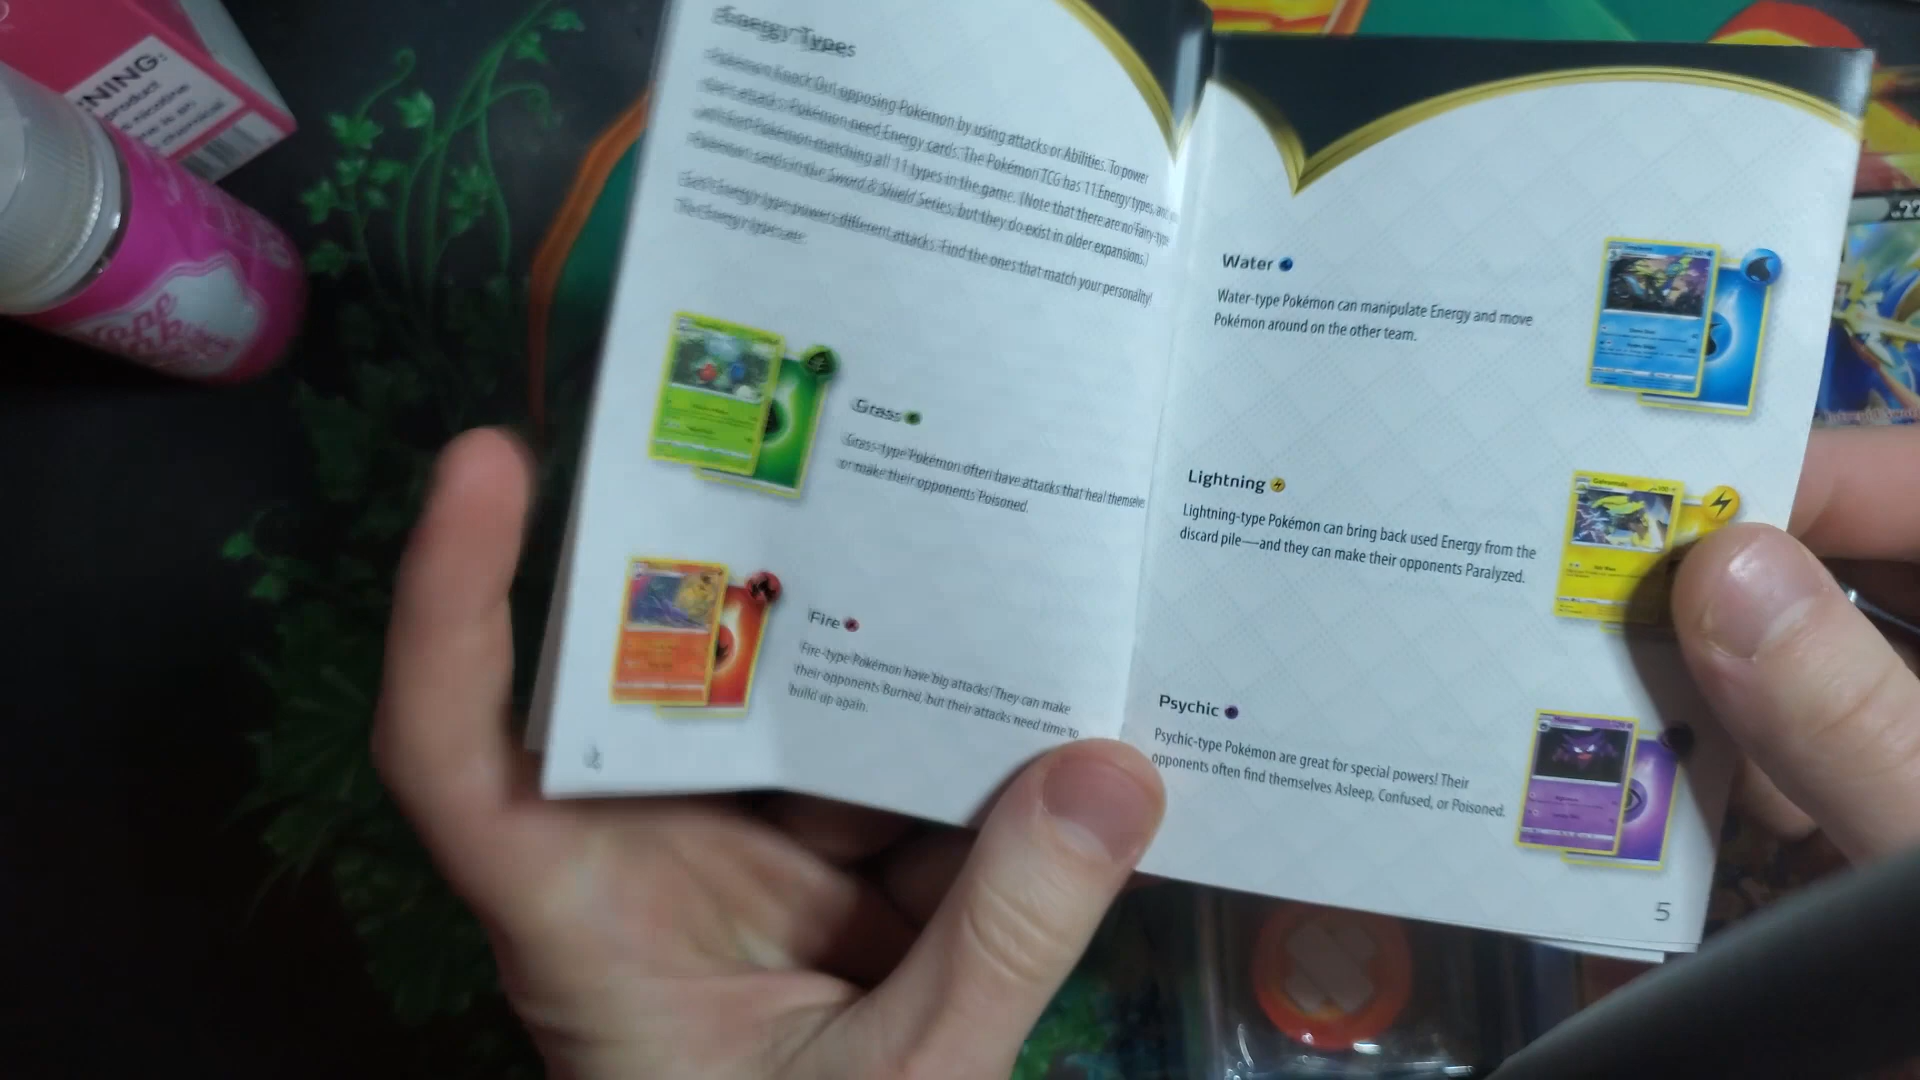 Energy Types
Pokémon Knock Out opposing Pokémon by using attacks or Abilities. To power
their attacks, Pokémon need Energy cards. The Pokémon TCG has 11 Energy types, and
Pokémon matching all 11 types in the game. (Note that there are no Fairy-type
Pokémon cards in the Sword & Shield Series, but they do exist in older expansions.)
Each Energy type powers different attacks. Find the ones that match your personality!
The Energy types are:
Grass
Grass-type Pokémon often have attacks that heal themselves
or make their opponents Poisoned.
Fire
Fire-type Pokémon have big attacks! They can make
their opponents Burned, but their attacks need time to
build up again.
Water
Water-type Pokémon can manipulate Energy and move
Pokémon around on the other team.
Lightning
Lightning-type Pokémon can bring back used Energy from the
discard pile—and they can make their opponents Paralyzed.
Psychic
Psychic-type Pokémon are great for special powers! Their
opponents often find themselves Asleep, Confused, or Poisoned.
5
NING:
product
nicotine